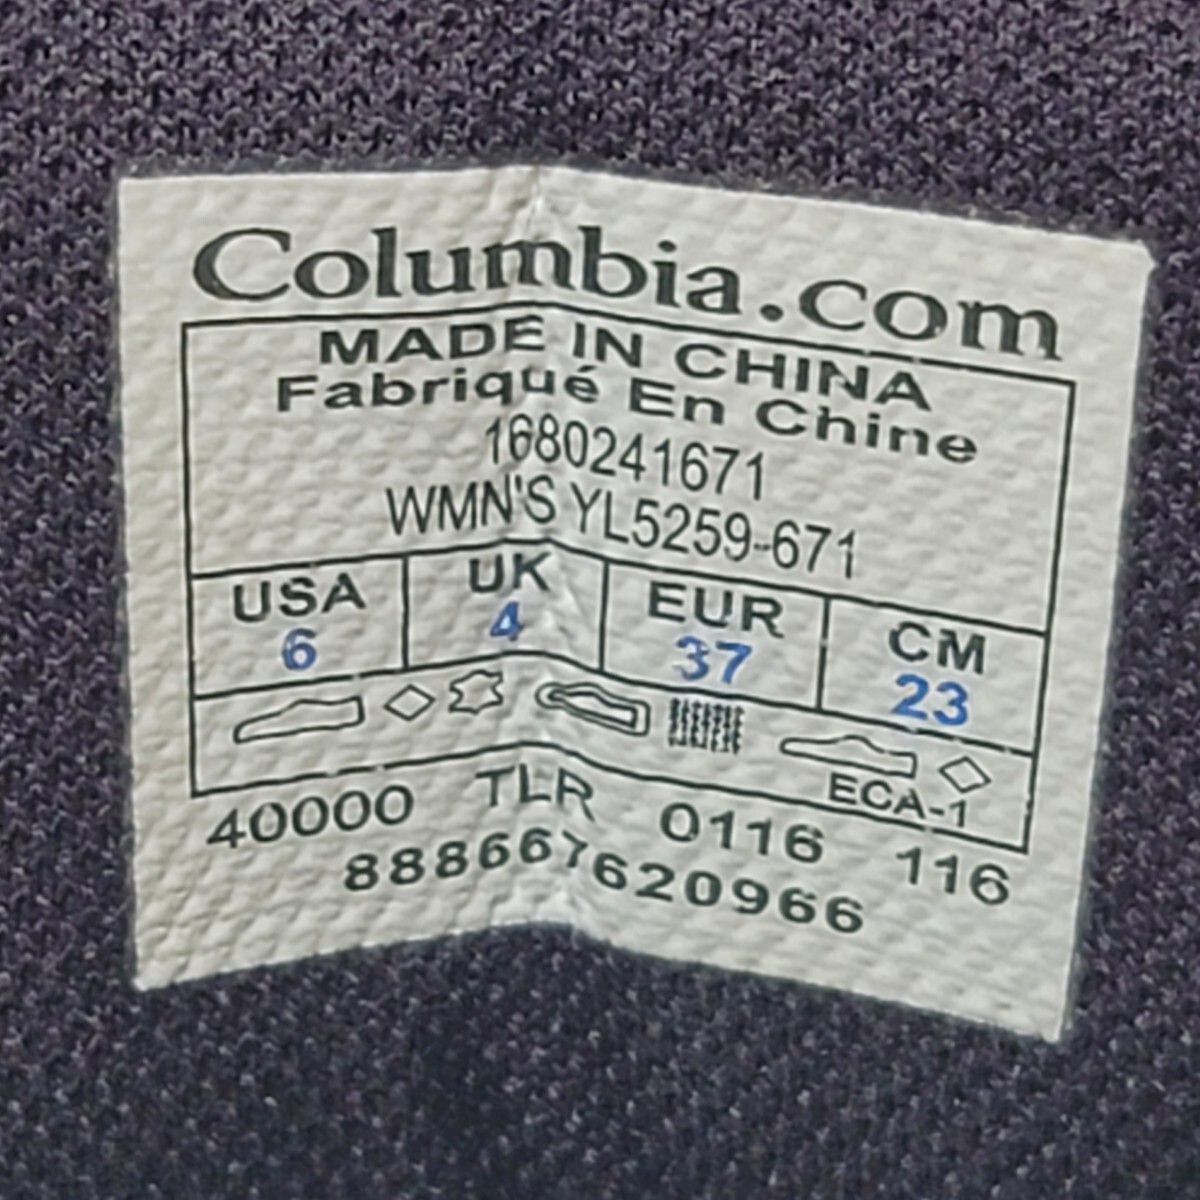 Columbia.com
MADE IN CHINA
Fabriqué En Chine
1680241671
WMN'S YL5259-671
USA UK EUR CM
6 4 37 23
ECA-1
40000 TLR 0116 116
888667620966